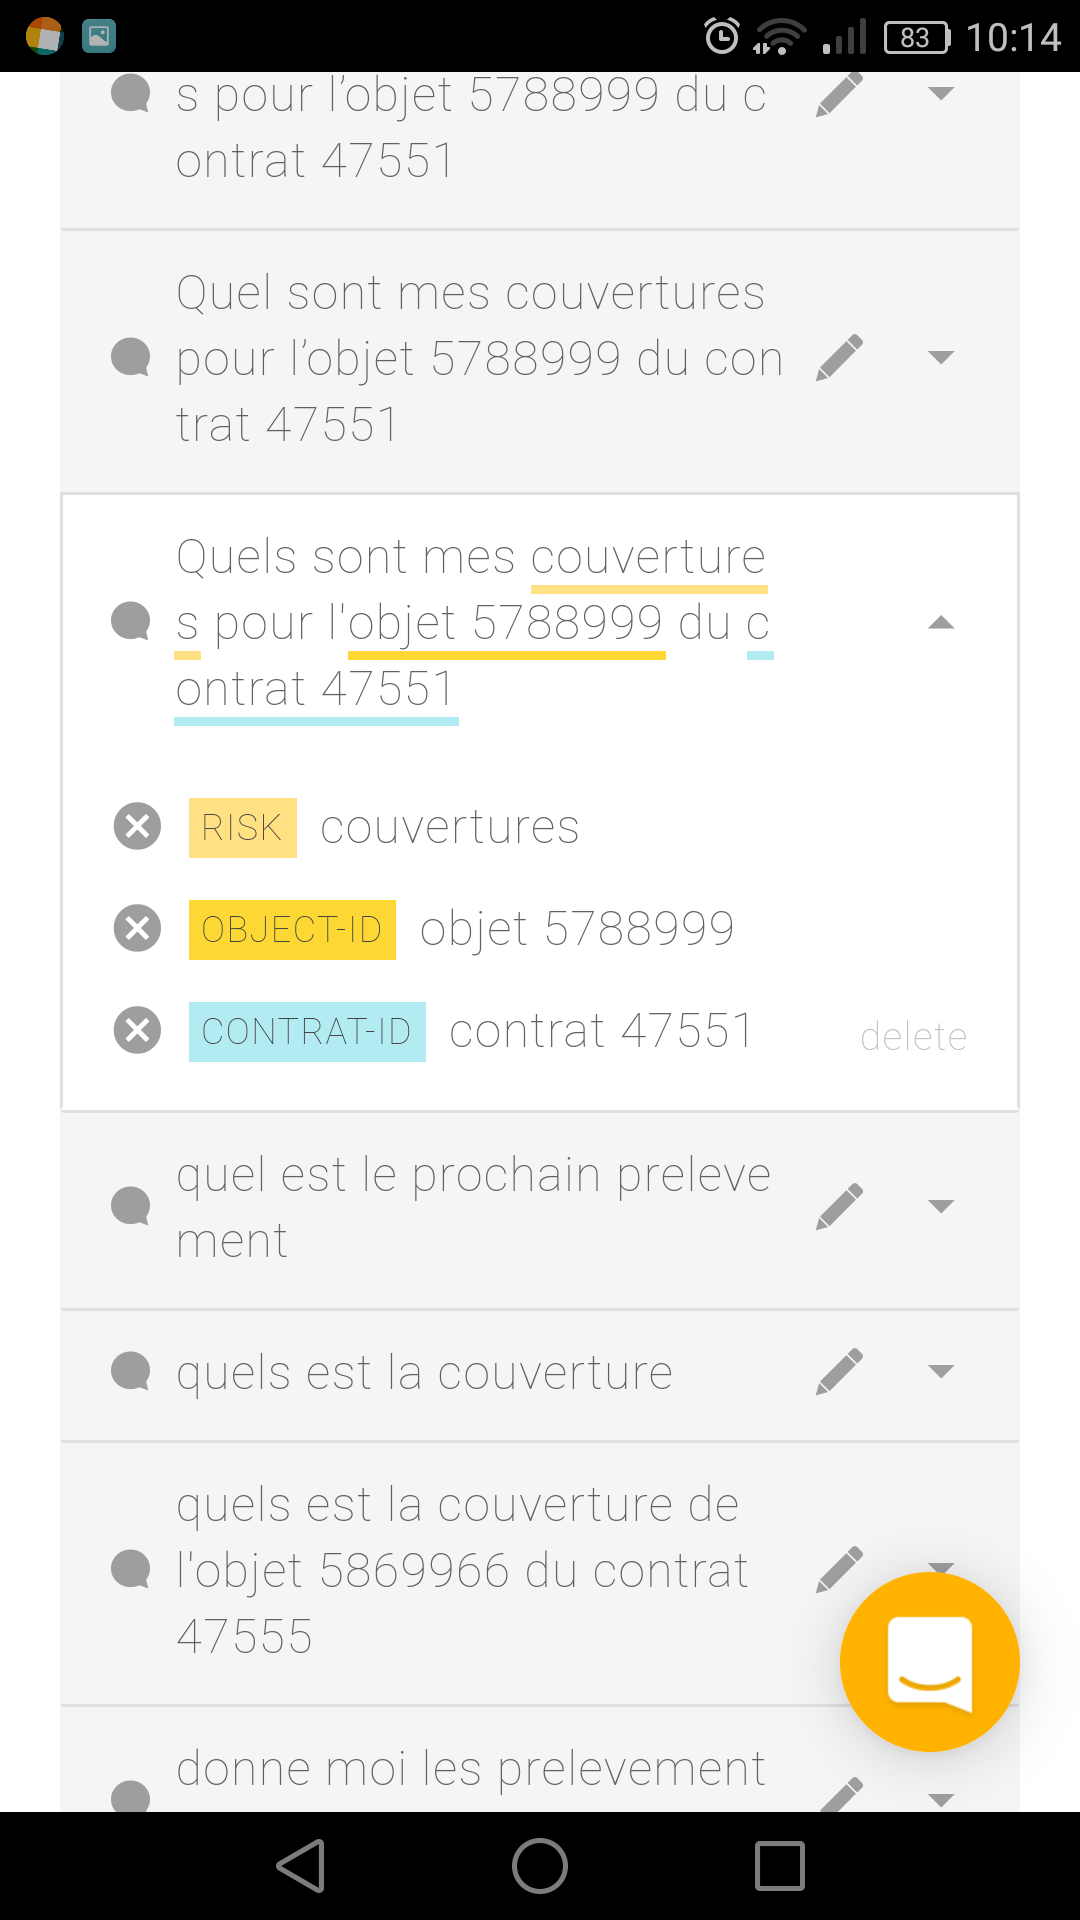 83 10:14
s pour l’objet 5788999 du c
ontrat 47551
Quel sont mes couvertures
pour l’objet 5788999 du con
trat 47551
Quels sont mes couverture
s pour l'objet 5788999 du c
ontrat 47551
RISK couvertures
OBJECT-ID objet 5788999
CONTRAT-ID contrat 47551
delete
quel est le prochain preleve
ment
quels est la couverture
quels est la couverture de
l'objet 5869966 du contrat
47555
donne moi les prelevement